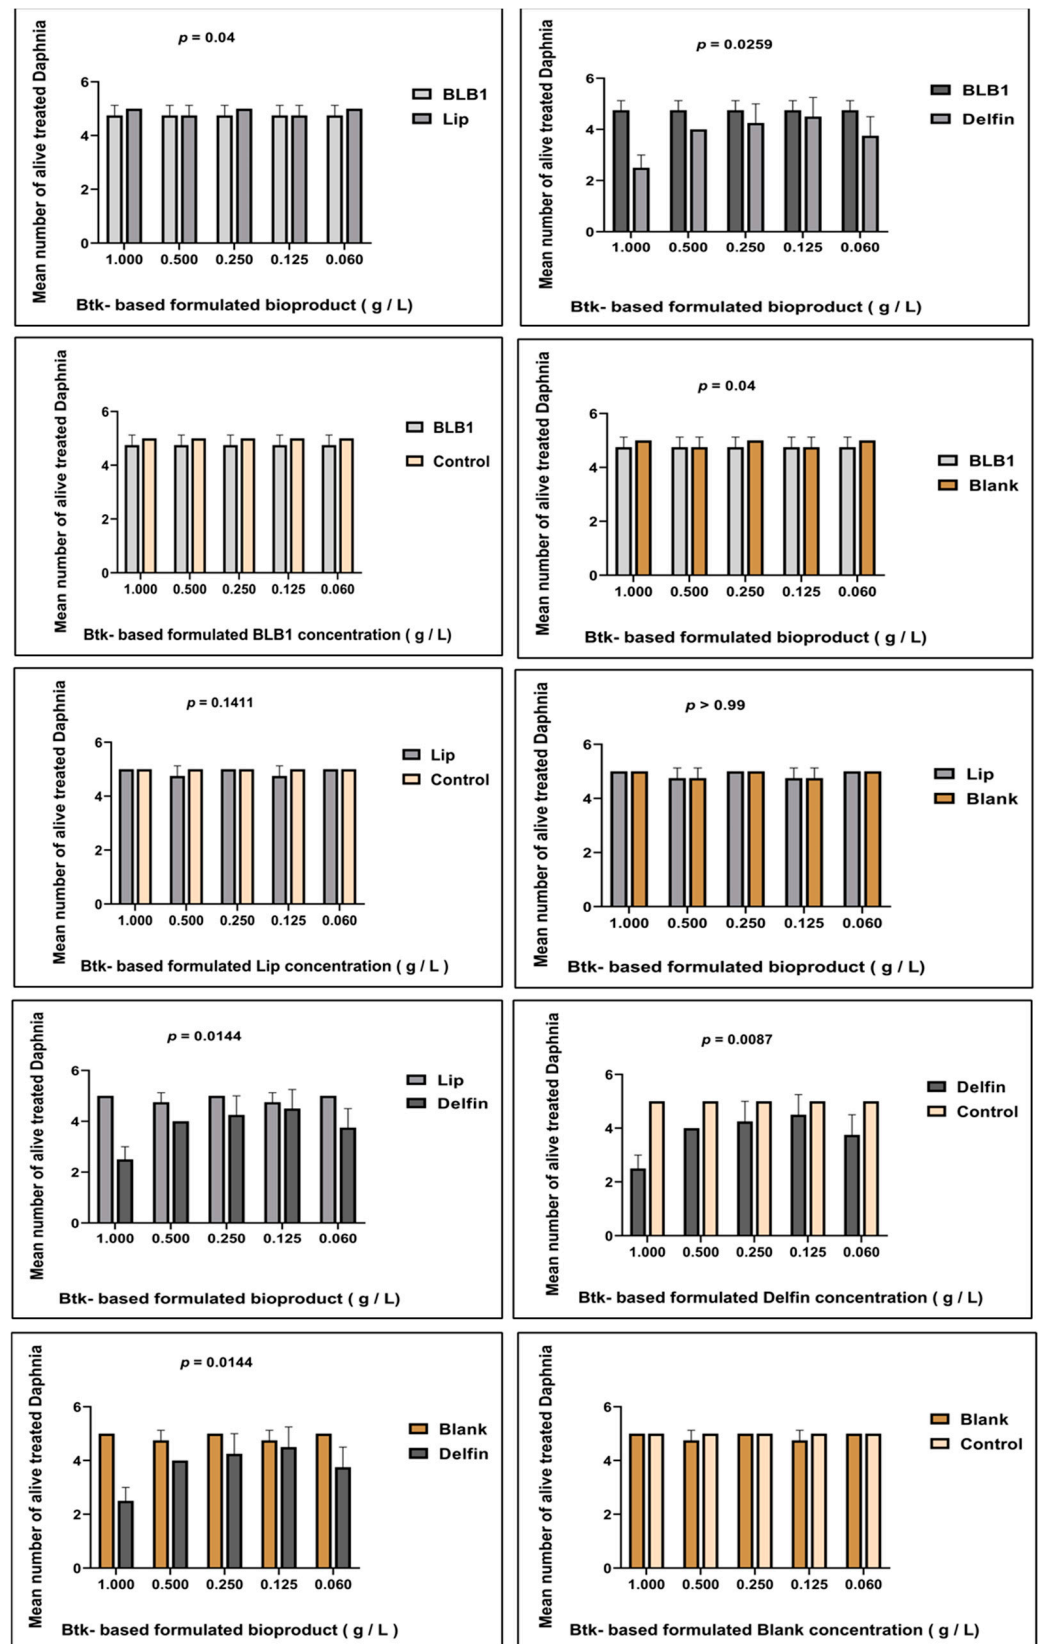 p = 0.04
Mean number of alive treated Daphnia
6
4
2
0
1.000 0.500 0.250 0.125 0.060
Btk- based formulated bioproduct ( g / L)
BLB1
Lip
p = 0.0259
Mean number of alive treated Daphnia
6
4
2
0
1.000 0.500 0.250 0.125 0.060
Btk- based formulated bioproduct ( g / L)
BLB1
Delfin
Mean number of alive treated Daphnia
6
4
2
0
1.000 0.500 0.250 0.125 0.060
Btk- based formulated BLB1 concentration ( g / L)
BLB1
Control
p = 0.04
Mean number of alive treated Daphnia
6
4
2
0
1.000 0.500 0.250 0.125 0.060
Btk- based formulated bioproduct ( g / L)
BLB1
Blank
p = 0.1411
Mean number of alive treated Daphnia
6
4
2
0
1.000 0.500 0.250 0.125 0.060
Btk- based formulated Lip concentration ( g / L )
Lip
Control
p > 0.99
Mean number of alive treated Daphnia
6
4
2
0
1.000 0.500 0.250 0.125 0.060
Btk- based formulated bioproduct ( g / L)
Lip
Blank
p = 0.0144
Mean number of alive treated Daphnia
6
4
2
0
1.000 0.500 0.250 0.125 0.060
Btk- based formulated bioproduct ( g / L)
Lip
Delfin
p = 0.0087
Mean number of alive treated Daphnia
6
4
2
0
1.000 0.500 0.250 0.125 0.060
Btk- based formulated Delfin concentration ( g / L)
Delfin
Control
p = 0.0144
Mean number of alive treated Daphnia
6
4
2
0
1.000 0.500 0.250 0.125 0.060
Btk- based formulated bioproduct ( g / L )
Blank
Delfin
Mean number of alive treated Daphnia
6
4
2
0
1.000 0.500 0.250 0.125 0.060
Btk- based formulated Blank concentration ( g / L)
Blank
Control